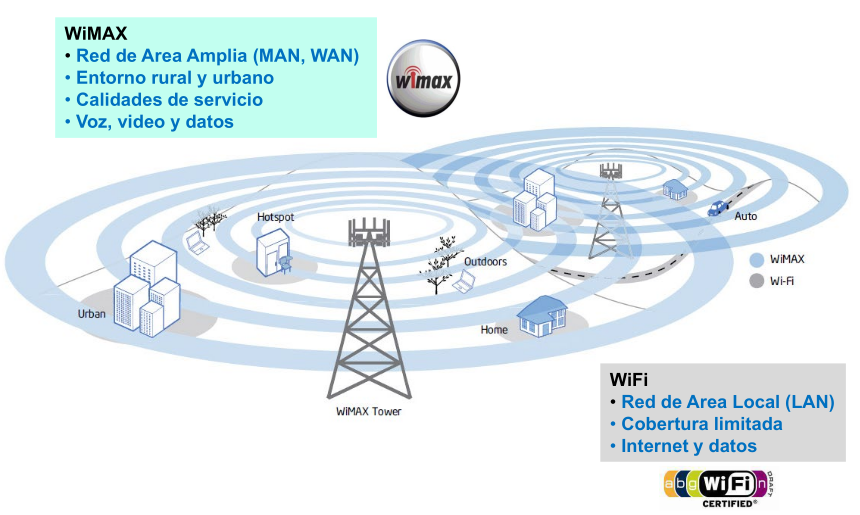 WiMAX
• Red de Area Amplia (MAN, WAN)
• Entorno rural y urbano
• Calidades de servicio
• Voz, video y datos
wimax
Hotspot
Auto
Outdoors
WiMAX
Wi-Fi
Urban
Home
WiMAX Tower
WiFi
• Red de Area Local (LAN)
• Cobertura limitada
• Internet y datos
a b g WiFi n DRAFT
CERTIFIED®